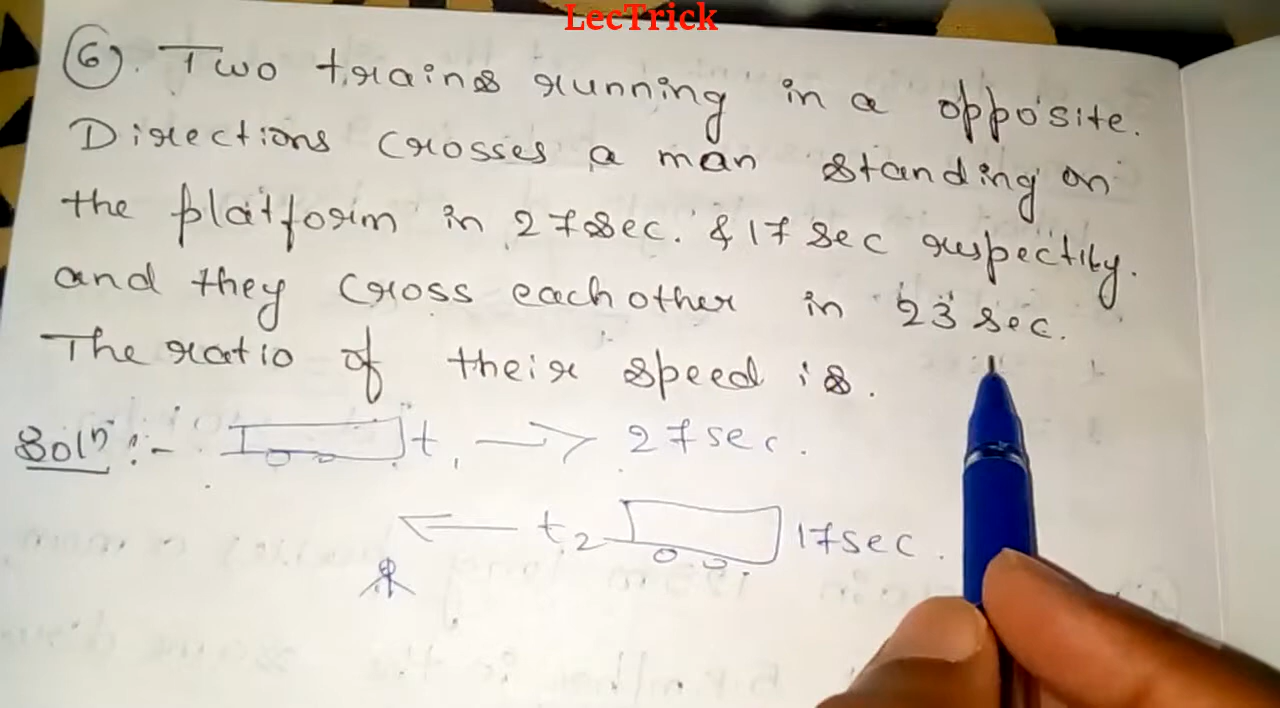 LecTrick
6. Two trains running in a opposite.
Directions crosses a man standing on
the platform in 27sec. & 17 sec respectily.
and they cross each other in 23 sec.
The ratio of their speed is.
Soln :- t1 → 27sec.
← t2 17sec.